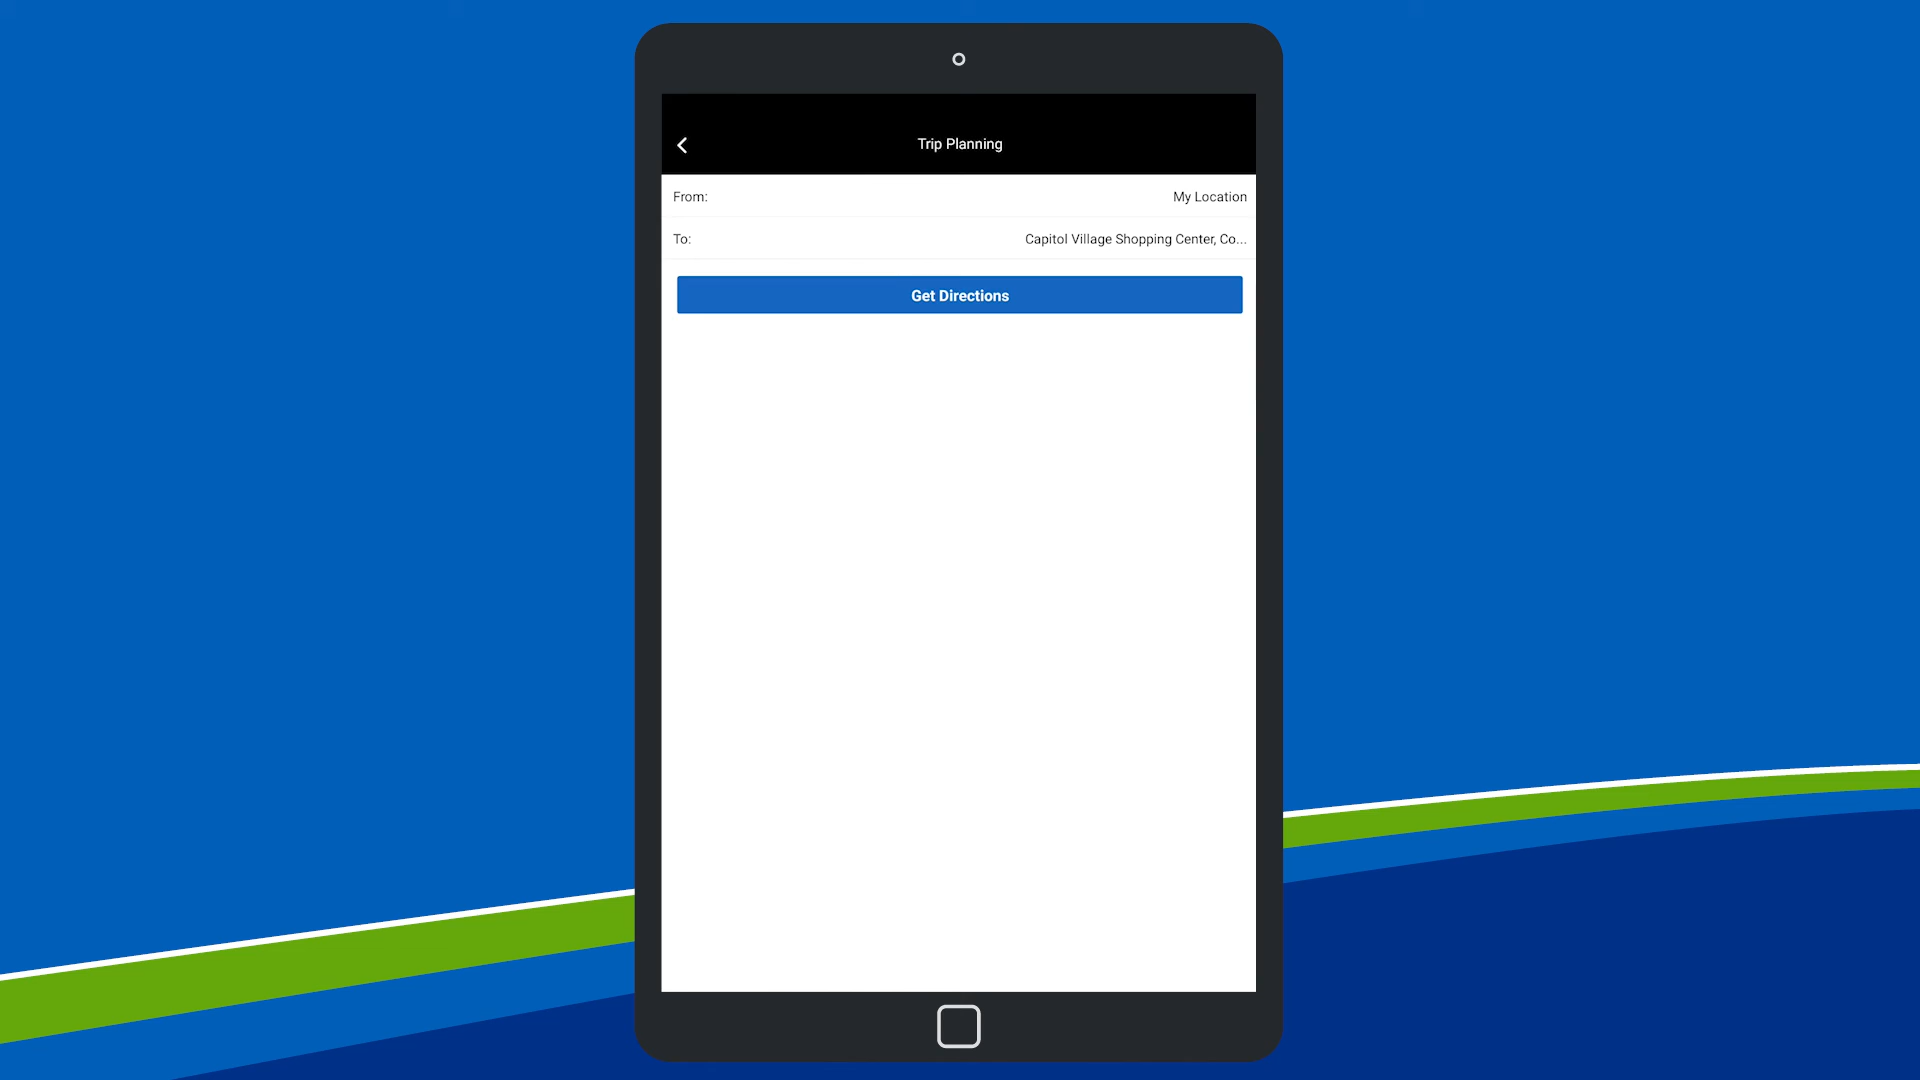 Trip Planning
From: My Location
To: Capitol Village Shopping Center, Co...
Get Directions